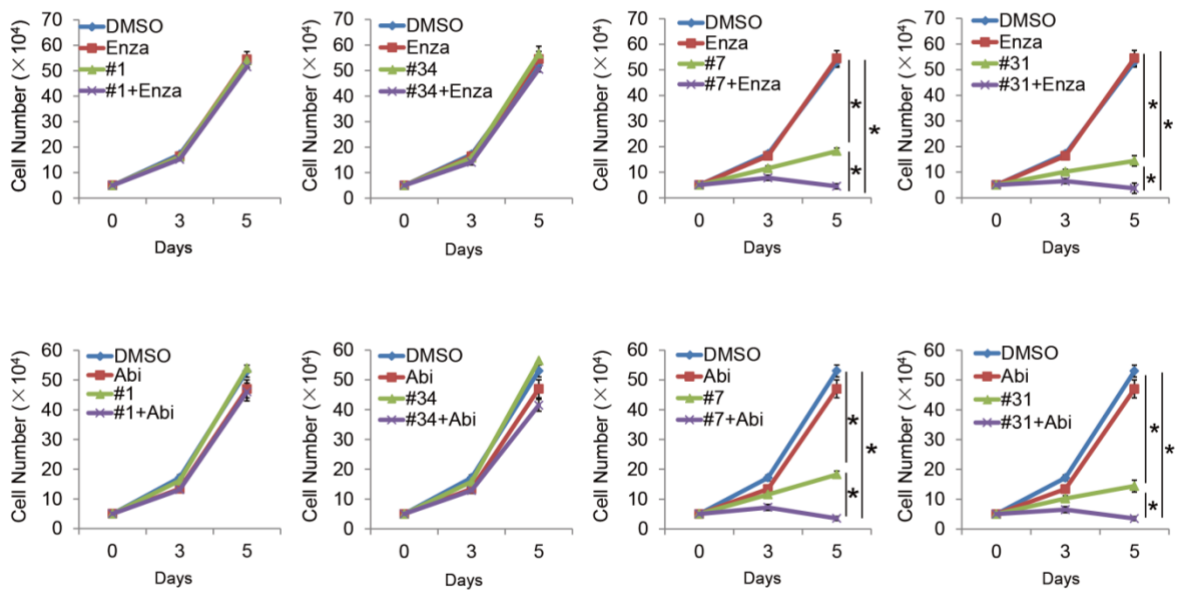 70
60
50
40
30
20
10
0
Cell Number (×10⁴)
DMSO
Enza
#1
#1+Enza
0 3 5
Days
70
60
50
40
30
20
10
0
Cell Number (×10⁴)
DMSO
Enza
#34
#34+Enza
0 3 5
Days
70
60
50
40
30
20
10
0
Cell Number (×10⁴)
DMSO
Enza
#7
#7+Enza
*
*
*
0 3 5
Days
70
60
50
40
30
20
10
0
Cell Number (×10⁴)
DMSO
Enza
#31
#31+Enza
*
*
*
0 3 5
Days
60
50
40
30
20
10
0
Cell Number (×10⁴)
DMSO
Abi
#1
#1+Abi
0 3 5
Days
60
50
40
30
20
10
0
Cell Number (×10⁴)
DMSO
Abi
#34
#34+Abi
0 3 5
Days
60
50
40
30
20
10
0
Cell Number (×10⁴)
DMSO
Abi
#7
#7+Abi
*
*
*
0 3 5
Days
60
50
40
30
20
10
0
Cell Number (×10⁴)
DMSO
Abi
#31
#31+Abi
*
*
*
0 3 5
Days